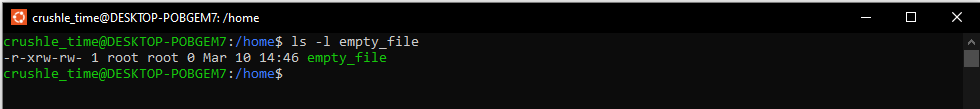 crushle_time@DESKTOP-POBGEM7: /home
crushle_time@DESKTOP-POBGEM7:/home$ ls -l empty_file
-r-xrw-rw- 1 root root 0 Mar 10 14:46 empty_file
crushle_time@DESKTOP-POBGEM7:/home$